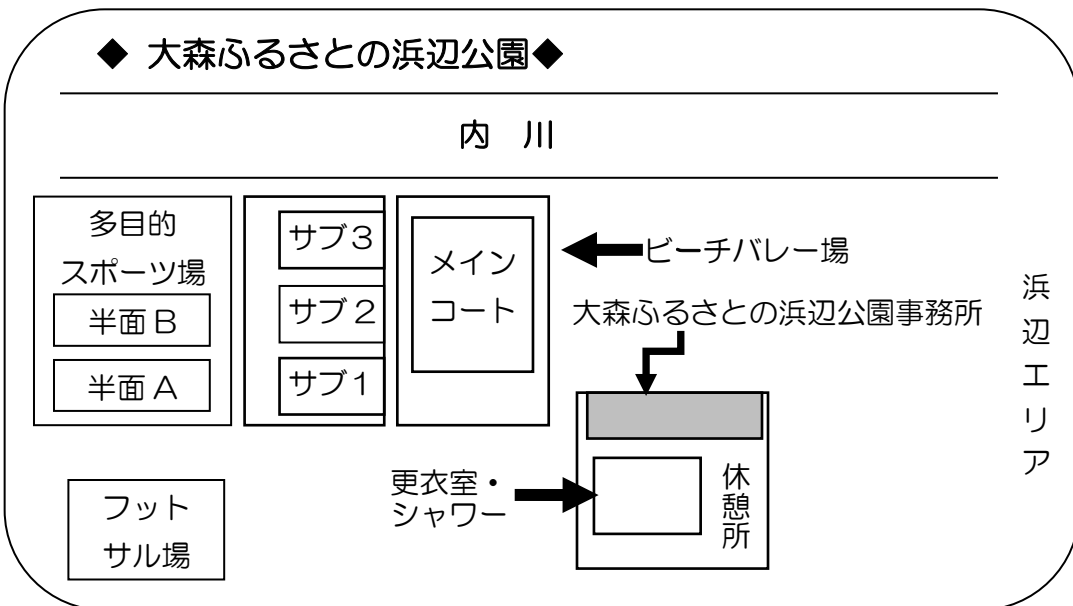 ◆ 大森ふるさとの浜辺公園◆
内 川
多目的
スポーツ場
半面B
半面A
サブ3
サブ2
サブ1
メイン
コート
ビーチバレー場
大森ふるさとの浜辺公園事務所
浜辺エリア
更衣室・
シャワー
休憩所
フット
サル場